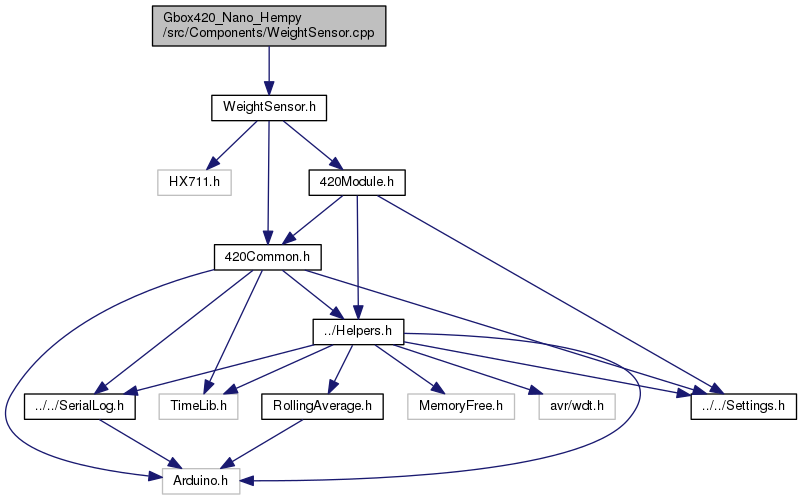 Gbox420_Nano_Hempy
/src/Components/WeightSensor.cpp
WeightSensor.h
HX711.h
420Module.h
420Common.h
../Helpers.h
../../SerialLog.h
TimeLib.h
RollingAverage.h
MemoryFree.h
avr/wdt.h
../../Settings.h
Arduino.h